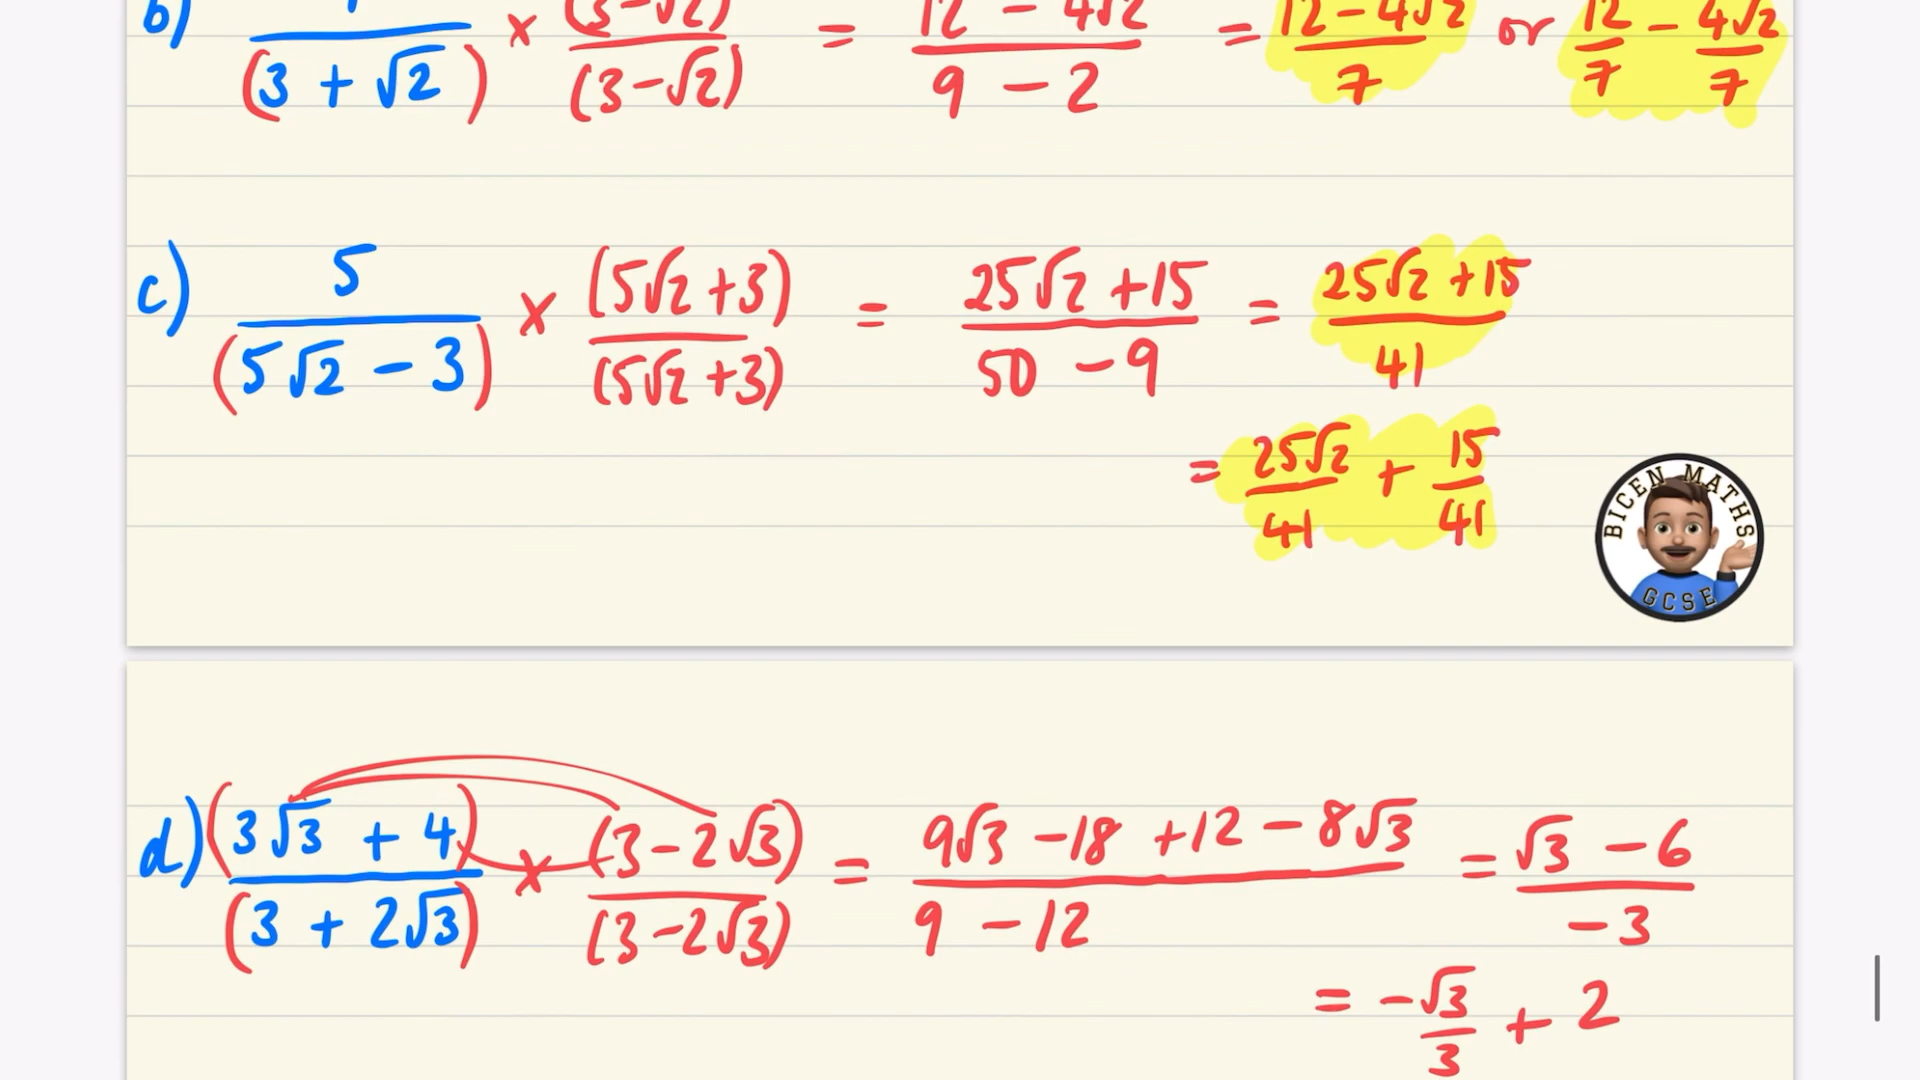 b) 4/(3 + √2) × (3-√2)/(3-√2) = (12 - 4√2)/(9 - 2) = (12 - 4√2)/7 or 12/7 - 4√2/7
c) 5/(5√2 - 3) × (5√2 + 3)/(5√2 + 3) = (25√2 + 15)/(50 - 9) = (25√2 + 15)/41
= 25√2/41 + 15/41
BICEN MATHS
GCSE
d) (3√3 + 4)/(3 + 2√3) × (3 - 2√3)/(3 - 2√3) = (9√3 - 18 + 12 - 8√3)/(9 - 12) = (√3 - 6)/-3
= -√3/3 + 2